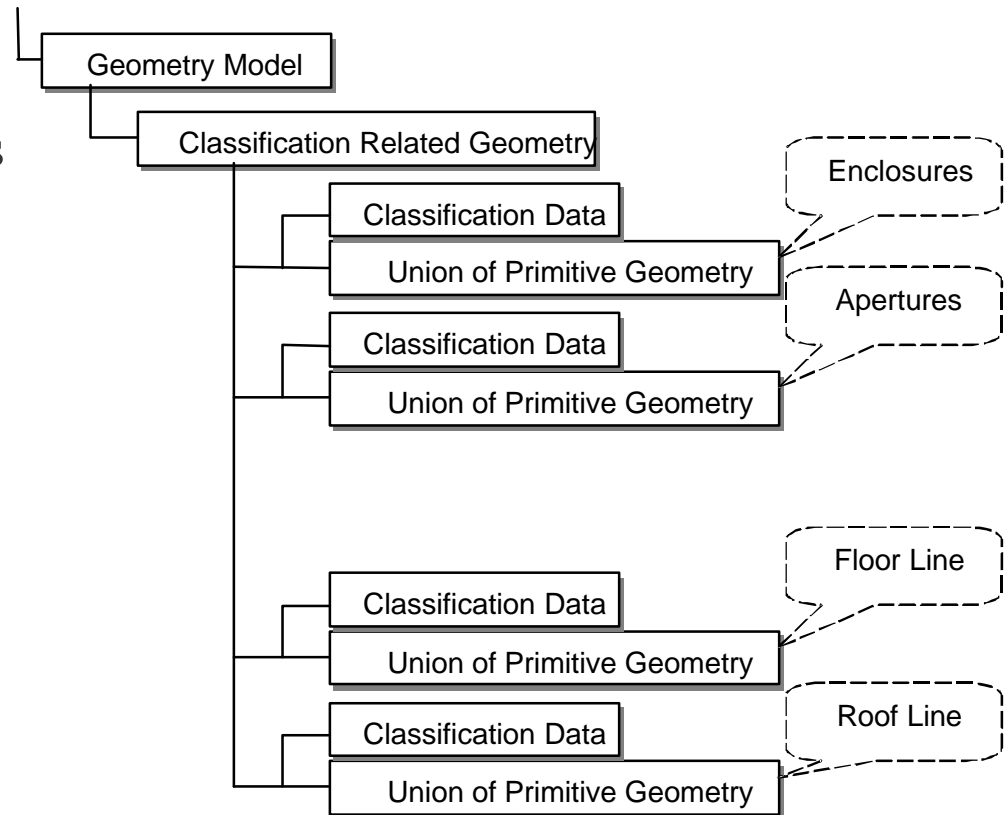 Geometry Model
Classification Related Geometry
s
Enclosures
Classification Data
Union of Primitive Geometry
Apertures
Classification Data
Union of Primitive Geometry
Floor Line
Classification Data
Union of Primitive Geometry
Roof Line
Classification Data
Union of Primitive Geometry